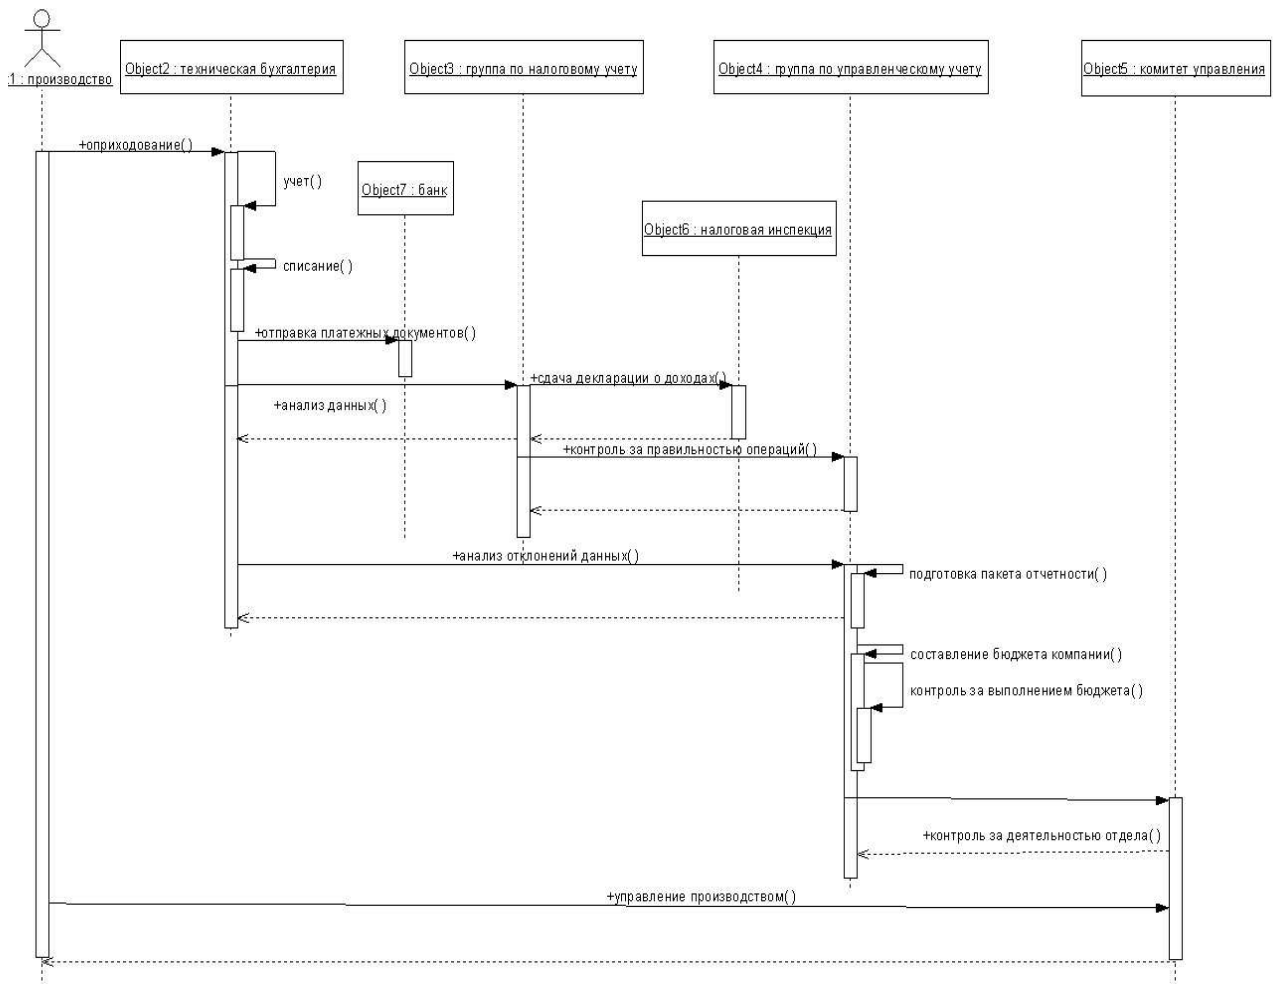 :1 : производство
Object2 : техническая бухгалтерия
Object3 : группа по налоговому учету
Object4 : группа по управленческому учету
Object5 : комитет управления
+оприходование( )
учет( )
Object7 : банк
Object6 : налоговая инспекция
списание( )
+отправка платежных документов( )
+сдача декларации о доходах( )
+анализ данных( )
+контроль за правильностью операций( )
+анализ отклонений данных( )
подготовка пакета отчетности( )
составление бюджета компании( )
контроль за выполнением бюджета( )
+контроль за деятельностью отдела( )
+управление производством( )